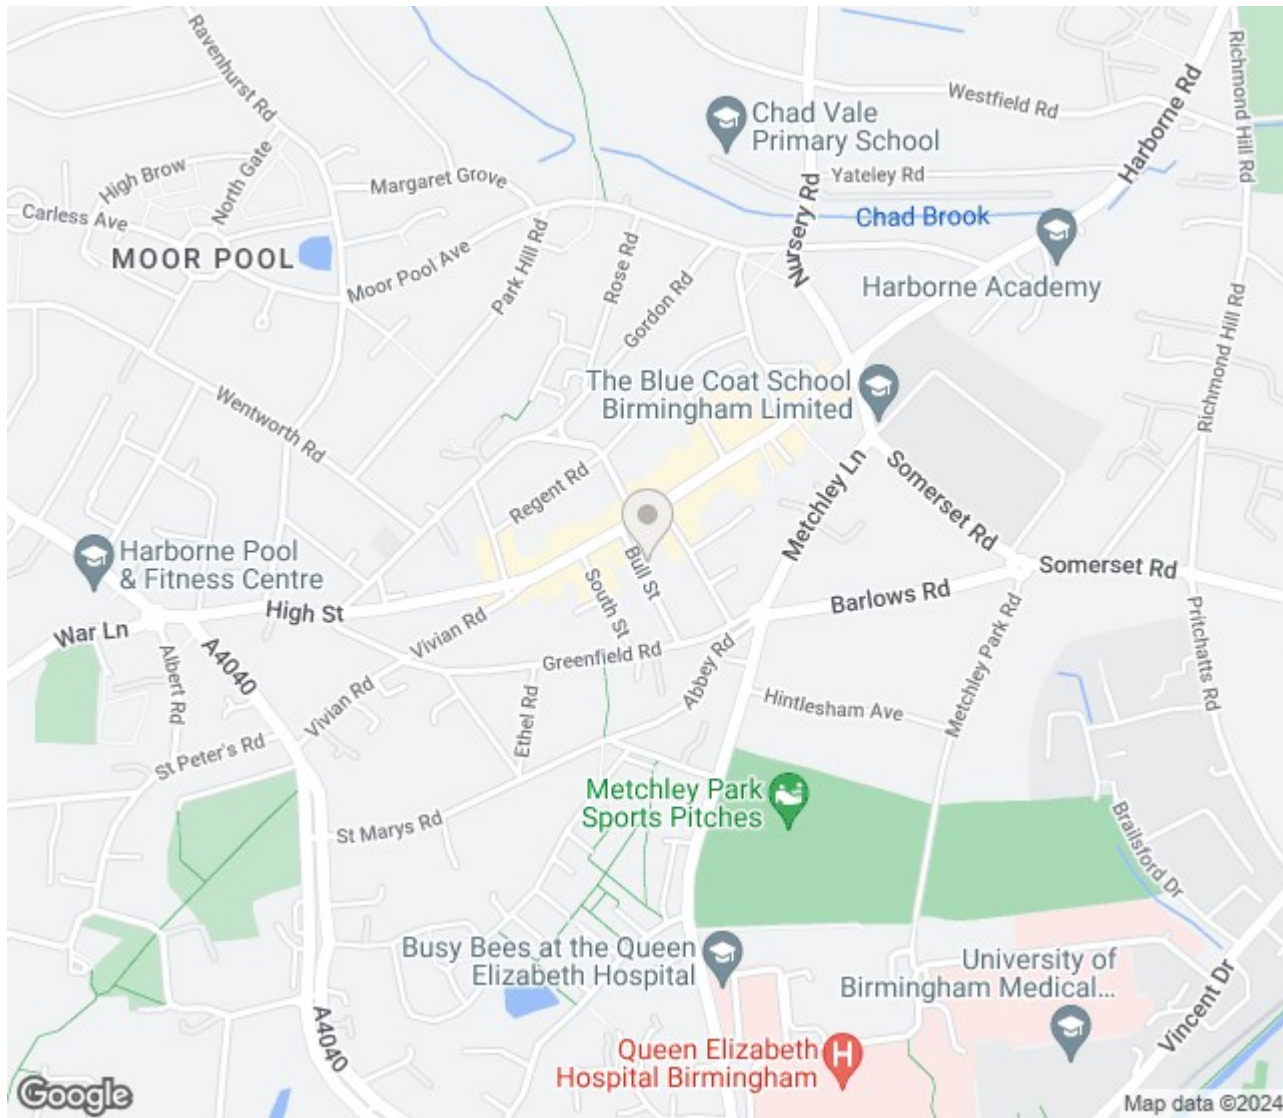 Ravenhurst Rd
Westfield Rd
Richmond Hill Rd
Harborne Rd
Chad Vale
Primary School
Yateley Rd
High Brow
North Gate
Margaret Grove
Carless Ave
Nursery Rd
Chad Brook
MOOR POOL
Moor Pool Ave
Park Hill Rd
Rose Rd
Gordon Rd
Harborne Academy
Richmond Hill Rd
The Blue Coat School
Birmingham Limited
Wentworth Rd
Regent Rd
Metchley Ln
Somerset Rd
Harborne Pool
& Fitness Centre
High St
Bull St
South St
Somerset Rd
Barlows Rd
War Ln
Vivian Rd
Albert Rd
A4040
Greenfield Rd
Abbey Rd
Metchley Park Rd
Pritchatts Rd
Vivian Rd
Ethel Rd
Hintlesham Ave
St Peter's Rd
Metchley Park
Sports Pitches
St Marys Rd
Brailsford Dr
Busy Bees at the Queen
Elizabeth Hospital
University of
Birmingham Medical...
Vincent Dr
A4040
Queen Elizabeth
Hospital Birmingham
H
Google
Map data ©2024